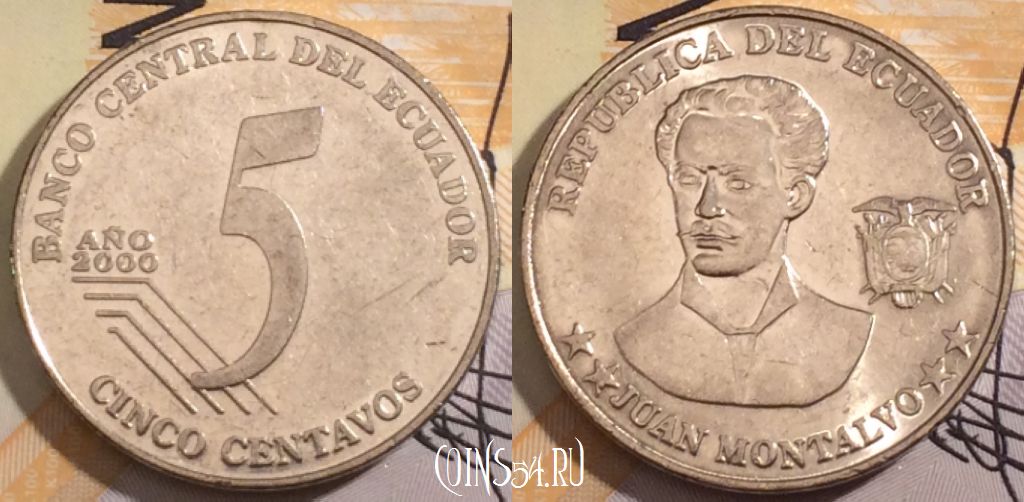 BANCO CENTRAL DEL ECUADOR
5
AÑO
2000
CINCO CENTAVOS
REPUBLICA DEL ECUADOR
JUAN MONTALVO
COINS54.RU